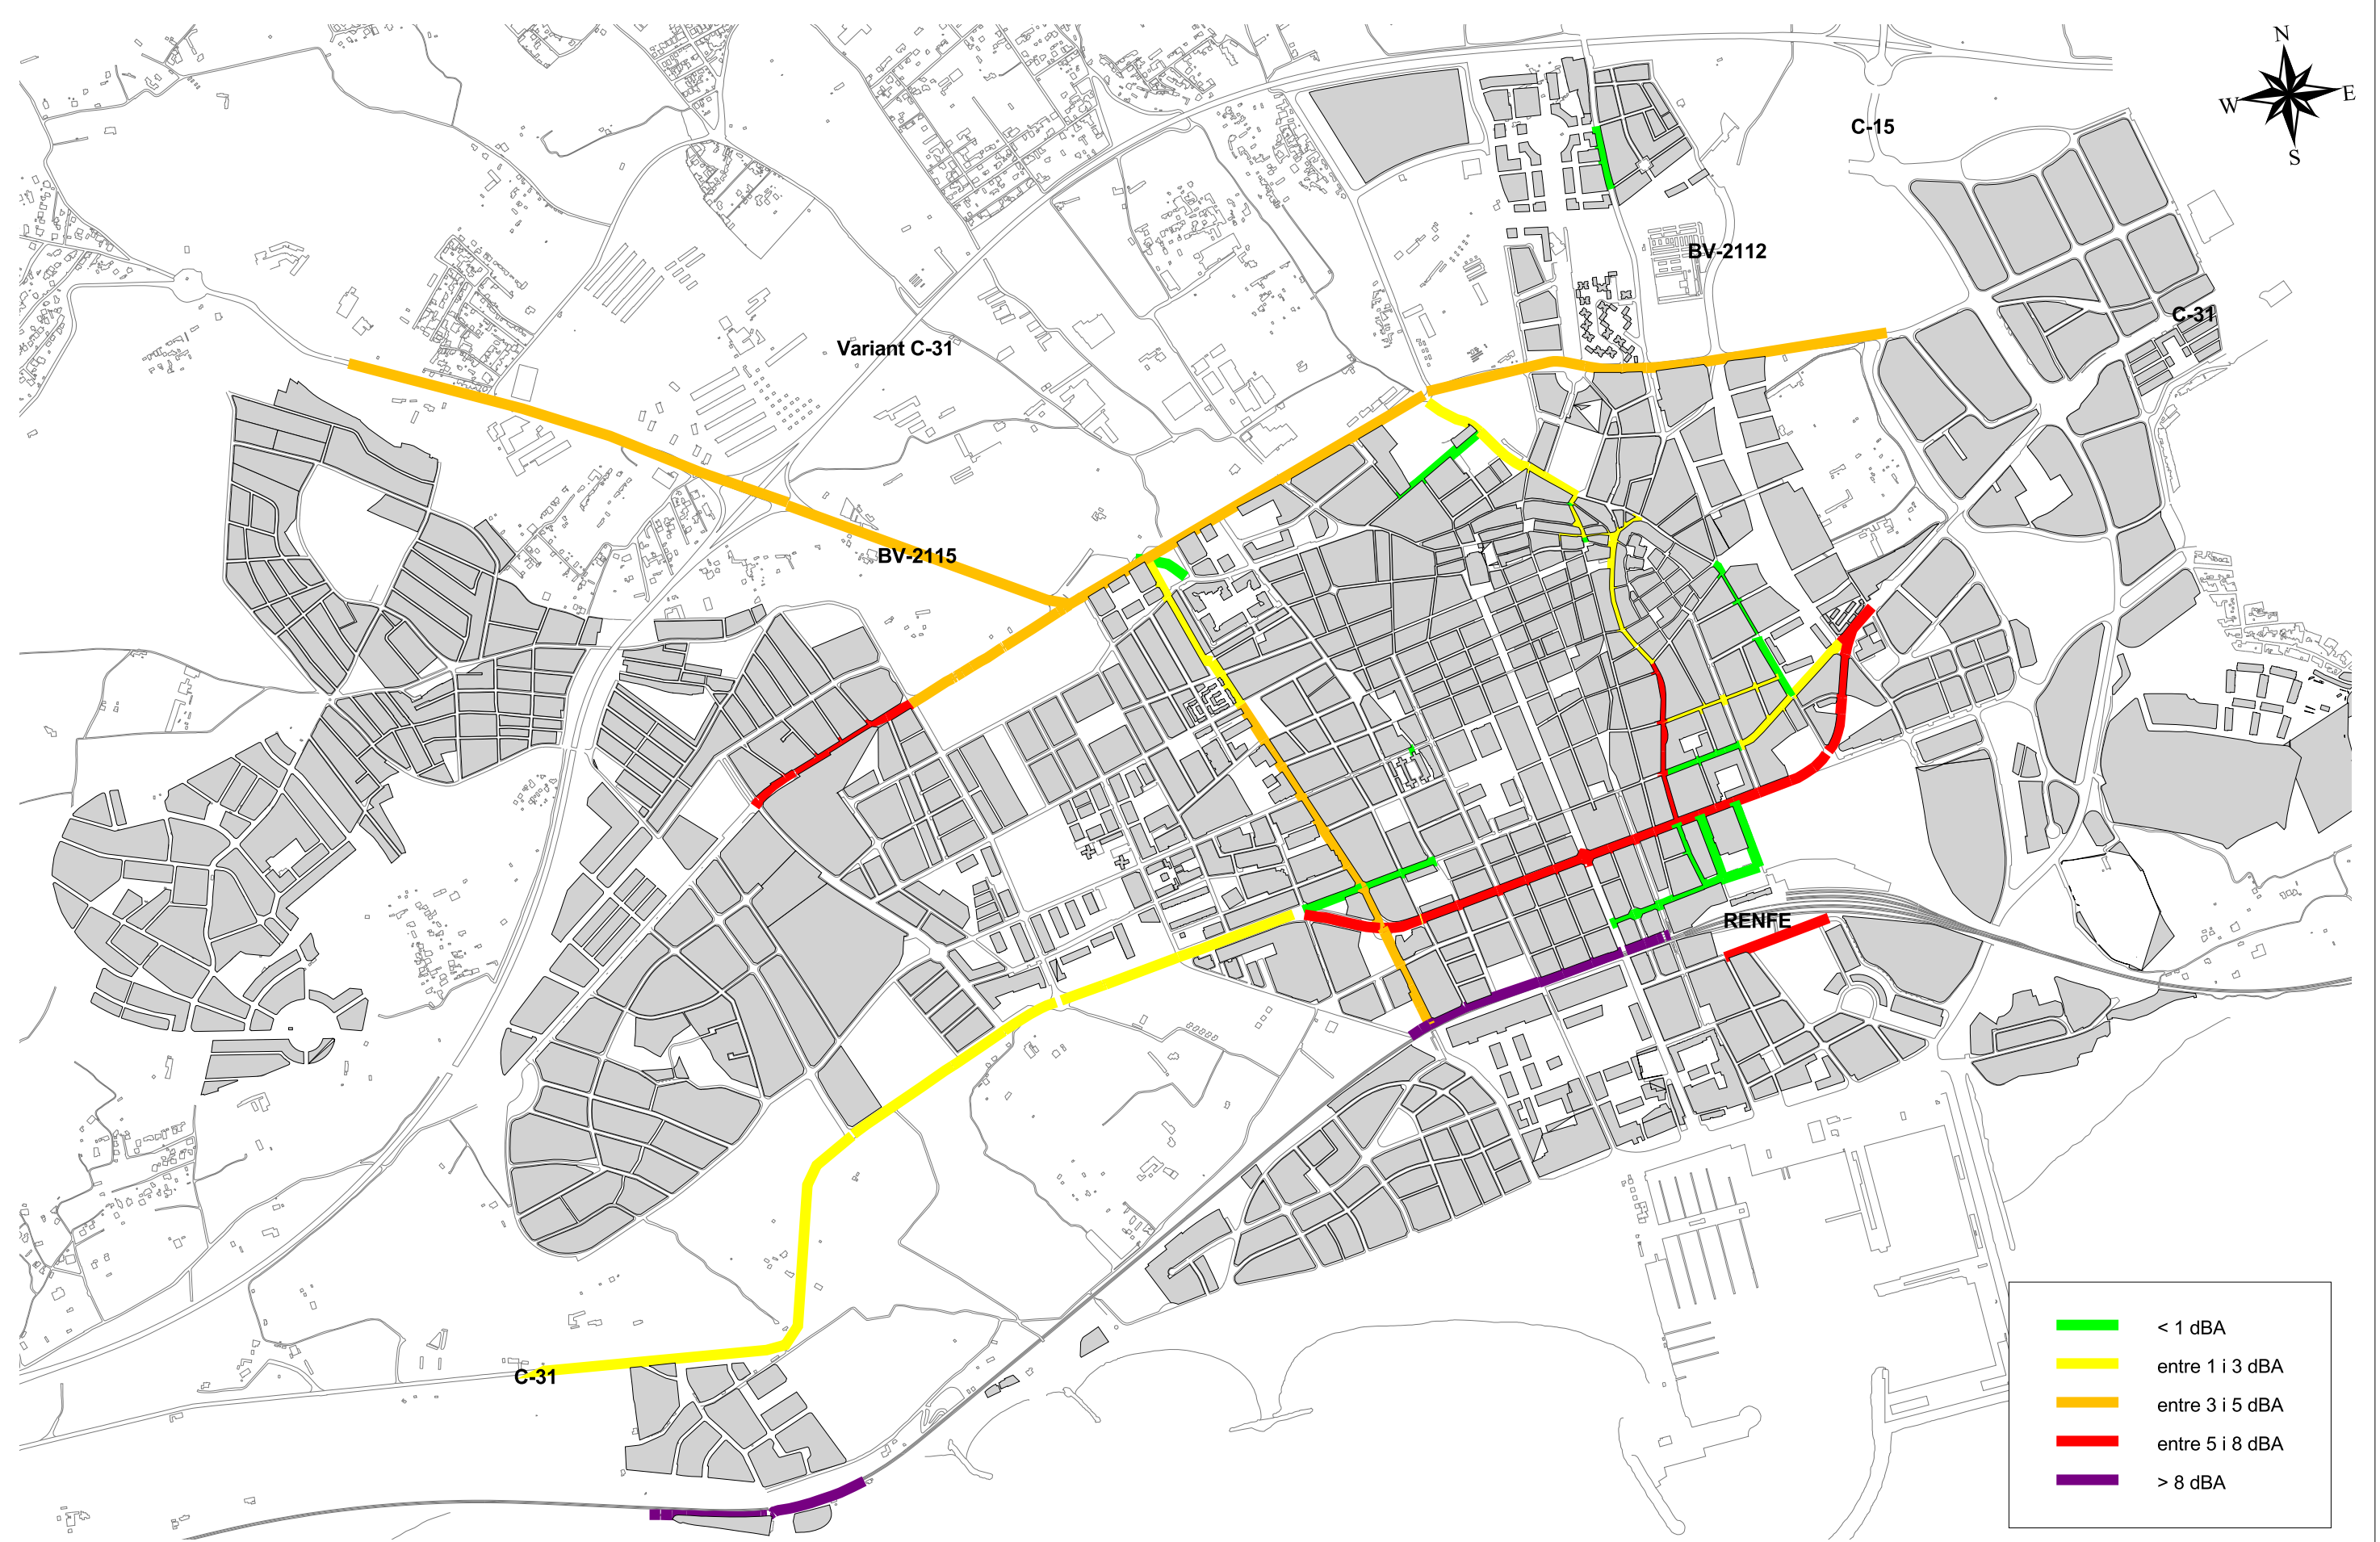 N
W E
S
C-15
BV-2112
C-31
Variant C-31
BV-2115
RENFE
C-31
< 1 dBA
entre 1 i 3 dBA
entre 3 i 5 dBA
entre 5 i 8 dBA
> 8 dBA